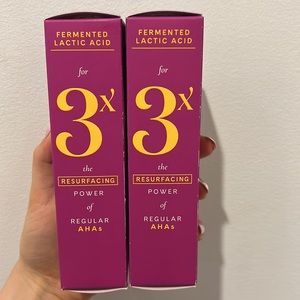 FERMENTED
LACTIC ACID
for
3x
the
RESURFACING
POWER
of
REGULAR
AHAs
FERMENTED
LACTIC ACID
for
3x
the
RESURFACING
POWER
of
REGULAR
AHAs